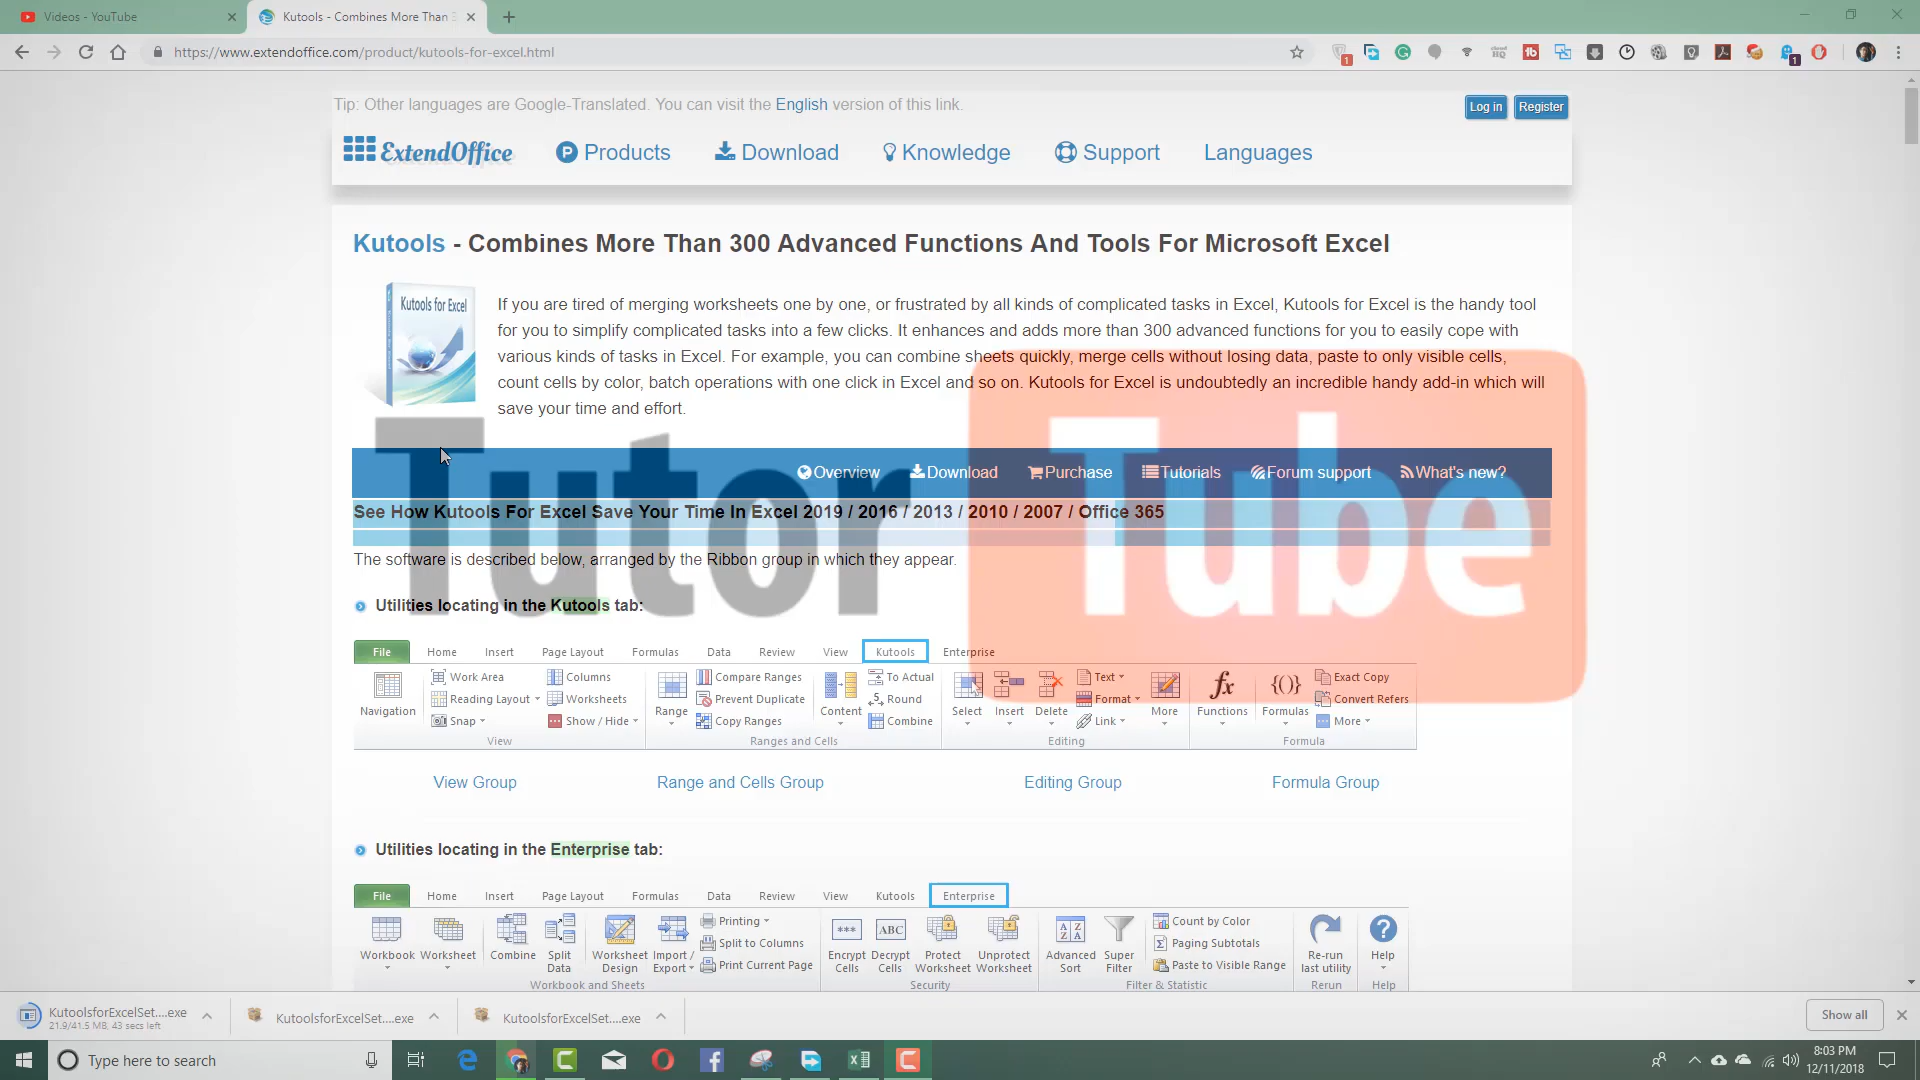 Videos - YouTube
Kutools - Combines More Than 3
https://www.extendoffice.com/product/kutools-for-excel.html
Tip: Other languages are Google-Translated. You can visit the English version of this link.
Log in
Register
ExtendOffice
Products
Download
Knowledge
Support
Languages
Kutools - Combines More Than 300 Advanced Functions And Tools For Microsoft Excel
Kutools for Excel
If you are tired of merging worksheets one by one, or frustrated by all kinds of complicated tasks in Excel, Kutools for Excel is the handy tool
for you to simplify complicated tasks into a few clicks. It enhances and adds more than 300 advanced functions for you to easily cope with
various kinds of tasks in Excel. For example, you can combine sheets quickly, merge cells without losing data, paste to only visible cells,
count cells by color, batch operations with one click in Excel and so on. Kutools for Excel is undoubtedly an incredible handy add-in which will
save your time and effort.
Tutor Tube
Overview
Download
Purchase
Tutorials
Forum support
What's new?
See How Kutools For Excel Save Your Time In Excel 2019 / 2016 / 2013 / 2010 / 2007 / Office 365
The software is described below, arranged by the Ribbon group in which they appear.
Utilities locating in the Kutools tab:
File Home Insert Page Layout Formulas Data Review View Kutools Enterprise
Work Area Columns Compare Ranges To Actual Text Exact Copy
Reading Layout Worksheets Prevent Duplicate Round Format Convert Refers
Navigation Range Content Select Insert Delete More Functions Formulas
Snap Show / Hide Copy Ranges Combine Link More
View Ranges and Cells Editing Formula
View Group
Range and Cells Group
Editing Group
Formula Group
Utilities locating in the Enterprise tab:
File Home Insert Page Layout Formulas Data Review View Kutools Enterprise
Printing *** ABC A Z Z A Count by Color
Split to Columns Paging Subtotals
Workbook Worksheet Combine Split Data Worksheet Design Import / Export Print Current Page Encrypt Cells Decrypt Cells Protect Worksheet Unprotect Worksheet Advanced Sort Super Filter Paste to Visible Range Re-run last utility Help
Workbook and Sheets Security Filter & Statistic Rerun Help
KutoolsforExcelSet....exe
21.9/41.5 MB, 43 secs left
KutoolsforExcelSet....exe
KutoolsforExcelSet....exe
Show all
Type here to search
8:03 PM
12/11/2018